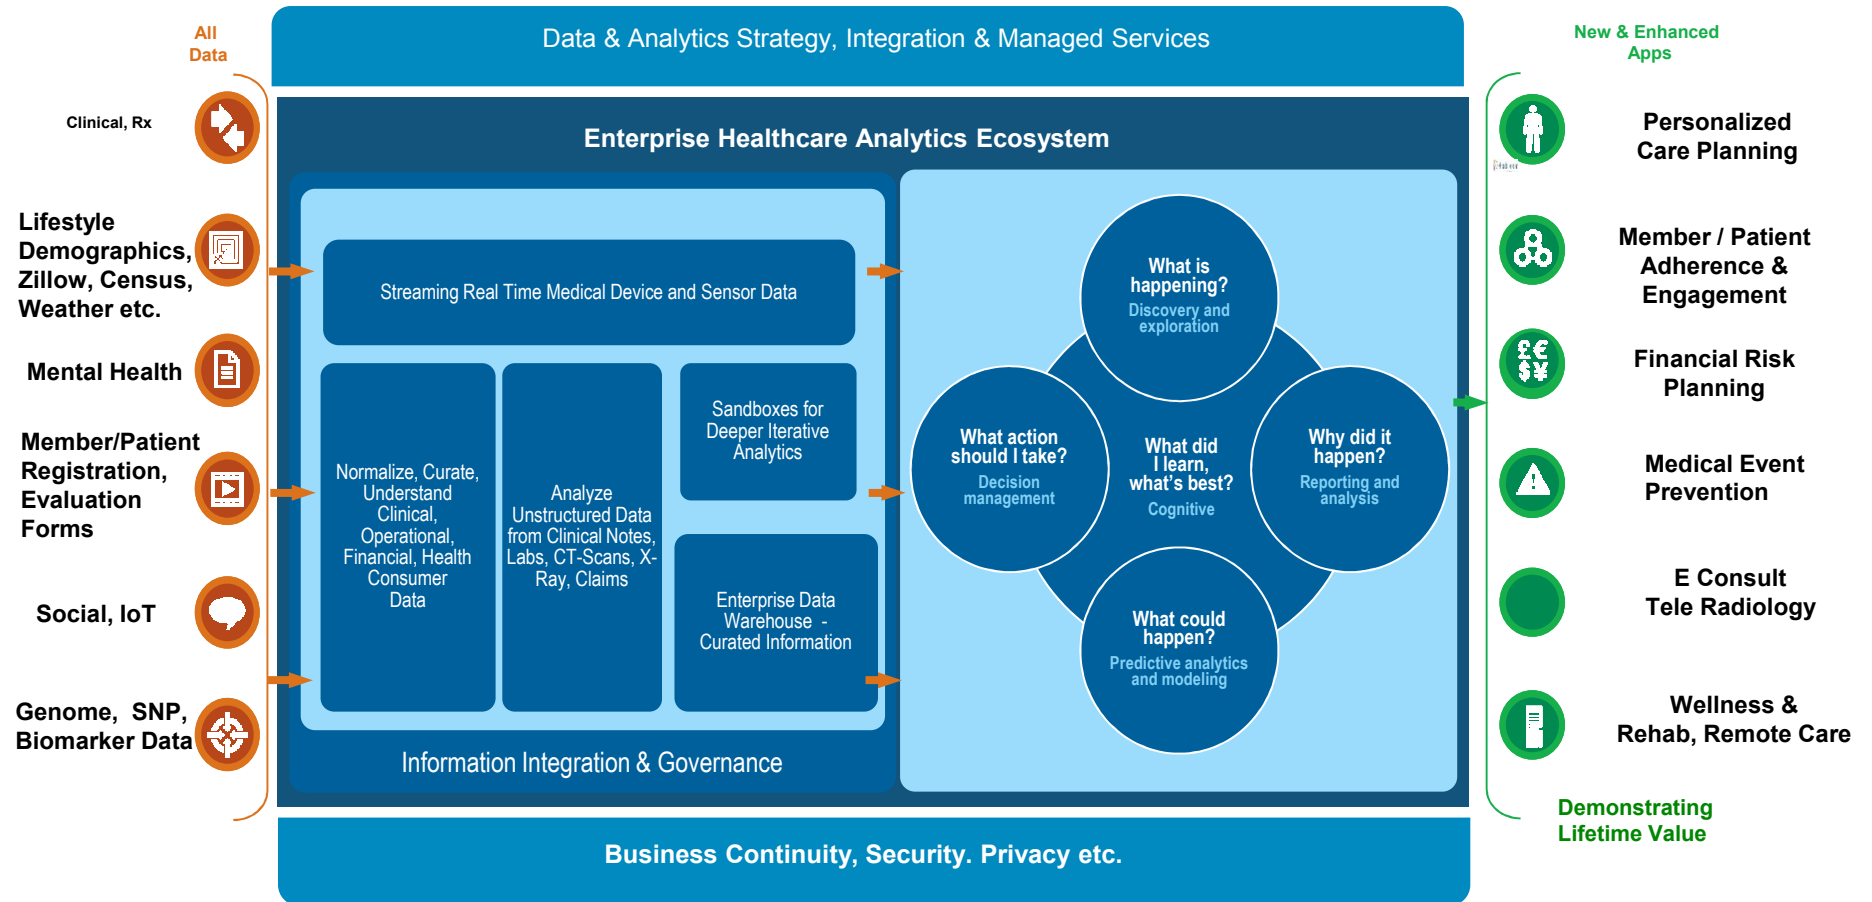 Data & Analytics Strategy, Integration & Managed Services
All
Data
Clinical, Rx
Lifestyle
Demographics,
Zillow, Census,
Weather etc.
Mental Health
Member/Patient
Registration,
Evaluation
Forms
Social, IoT
Genome, SNP,
Biomarker Data
Enterprise Healthcare Analytics Ecosystem
Streaming Real Time Medical Device and Sensor Data
Normalize, Curate,
Understand
Clinical,
Operational,
Financial, Health
Consumer
Data
Analyze
Unstructured Data
from Clinical Notes,
Labs, CT-Scans, X-
Ray, Claims
Sandboxes for
Deeper Iterative
Analytics
Enterprise Data
Warehouse -
Curated Information
Information Integration & Governance
What is
happening?
Discovery and
exploration
What action
should I take?
Decision
management
What did
I learn,
what's best?
Cognitive
Why did it
happen?
Reporting and
analysis
What could
happen?
Predictive analytics
and modeling
New & Enhanced
Apps
Personalized
Care Planning
Member / Patient
Adherence &
Engagement
£€
$¥
Financial Risk
Planning
Medical Event
Prevention
E Consult
Tele Radiology
Wellness &
Rehab, Remote Care
Demonstrating
Lifetime Value
Business Continuity, Security. Privacy etc.